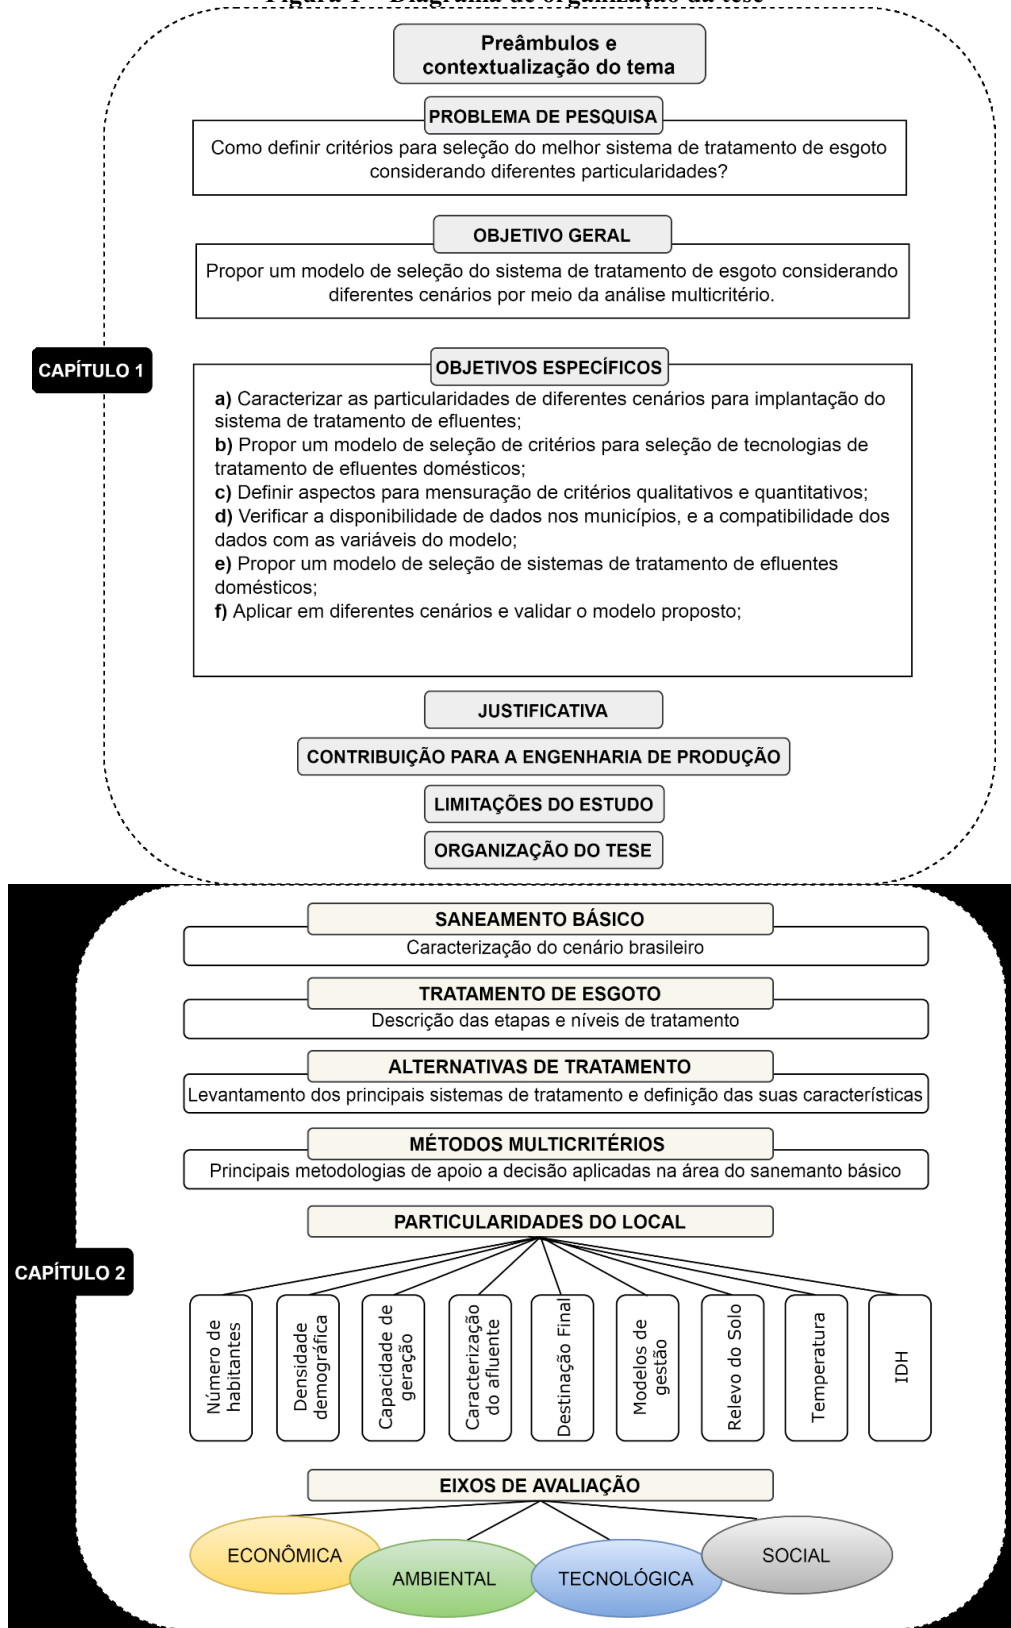 Figura 1 – Diagrama de organização da tese
Preâmbulos e
contextualização do tema
PROBLEMA DE PESQUISA
Como definir critérios para seleção do melhor sistema de tratamento de esgoto
considerando diferentes particularidades?
OBJETIVO GERAL
Propor um modelo de seleção do sistema de tratamento de esgoto considerando
diferentes cenários por meio da análise multicritério.
CAPÍTULO 1
OBJETIVOS ESPECÍFICOS
a) Caracterizar as particularidades de diferentes cenários para implantação do
sistema de tratamento de efluentes;
b) Propor um modelo de seleção de critérios para seleção de tecnologias de
tratamento de efluentes domésticos;
c) Definir aspectos para mensuração de critérios qualitativos e quantitativos;
d) Verificar a disponibilidade de dados nos municípios, e a compatibilidade dos
dados com as variáveis do modelo;
e) Propor um modelo de seleção de sistemas de tratamento de efluentes
domésticos;
f) Aplicar em diferentes cenários e validar o modelo proposto;
JUSTIFICATIVA
CONTRIBUIÇÃO PARA A ENGENHARIA DE PRODUÇÃO
LIMITAÇÕES DO ESTUDO
ORGANIZAÇÃO DO TESE
SANEAMENTO BÁSICO
Caracterização do cenário brasileiro
TRATAMENTO DE ESGOTO
Descrição das etapas e níveis de tratamento
ALTERNATIVAS DE TRATAMENTO
Levantamento dos principais sistemas de tratamento e definição das suas características
MÉTODOS MULTICRITÉRIOS
Principais metodologias de apoio a decisão aplicadas na área do sanemanto básico
PARTICULARIDADES DO LOCAL
CAPÍTULO 2
Número de
habitantes
Densidade
demográfica
Capacidade de
geração
Caracterização
do afluente
Destinação Final
Modelos de
gestão
Relevo do Solo
Temperatura
IDH
EIXOS DE AVALIAÇÃO
ECONÔMICA
AMBIENTAL
TECNOLÓGICA
SOCIAL